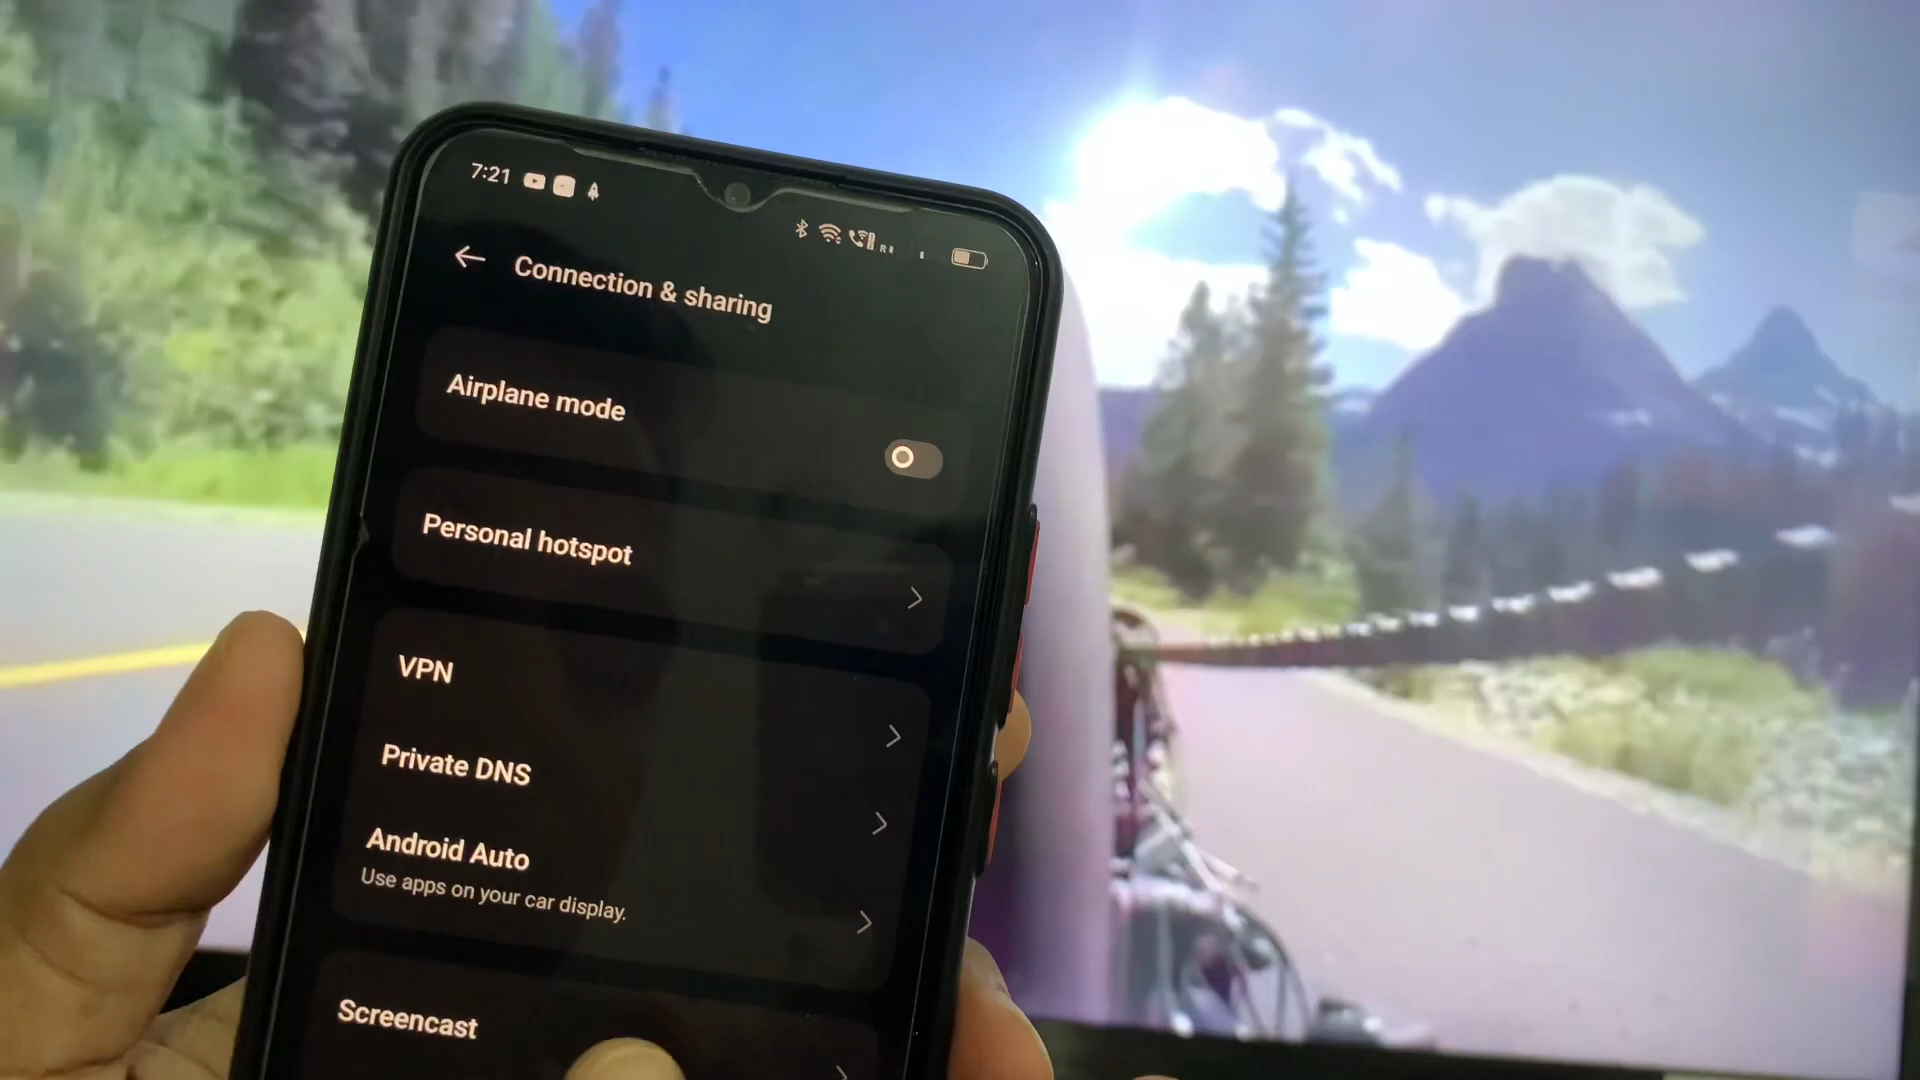 7:21
Connection & sharing
Airplane mode
Personal hotspot
VPN
Private DNS
Android Auto
Use apps on your car display.
Screencast